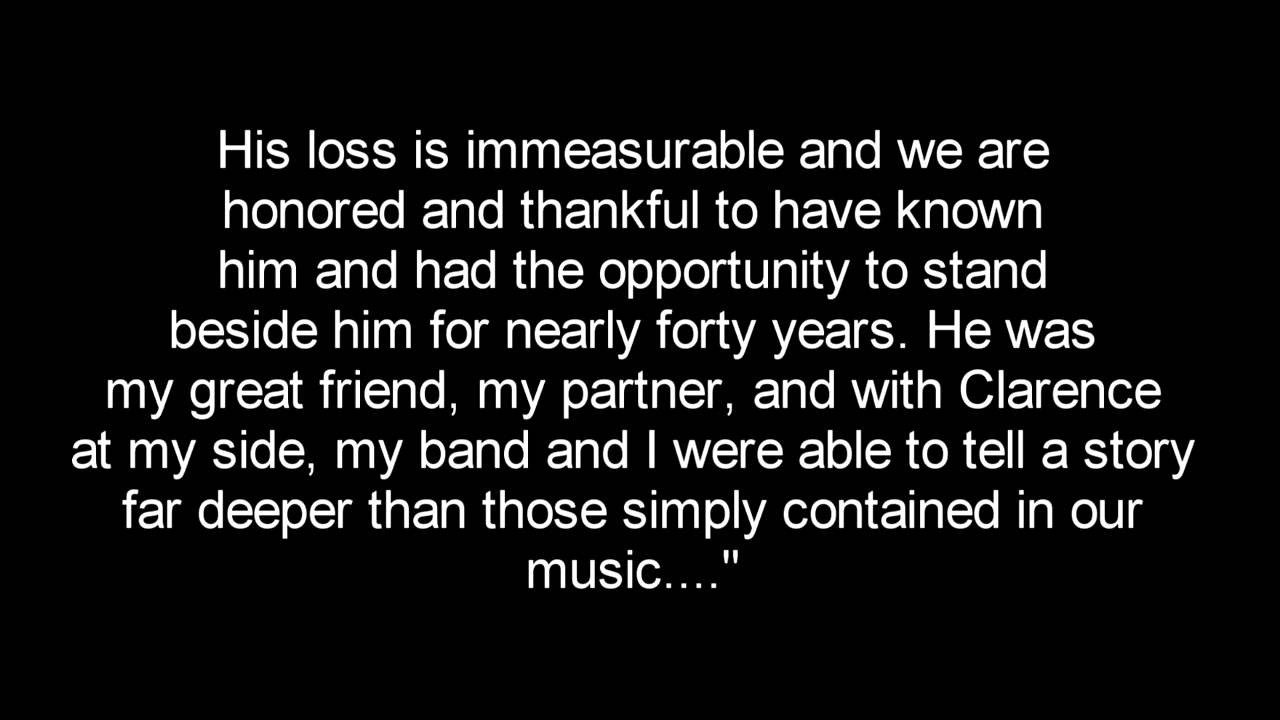 His loss is immeasurable and we are
honored and thankful to have known
him and had the opportunity to stand
beside him for nearly forty years. He was
my great friend, my partner, and with Clarence
at my side, my band and I were able to tell a story
far deeper than those simply contained in our
music...."